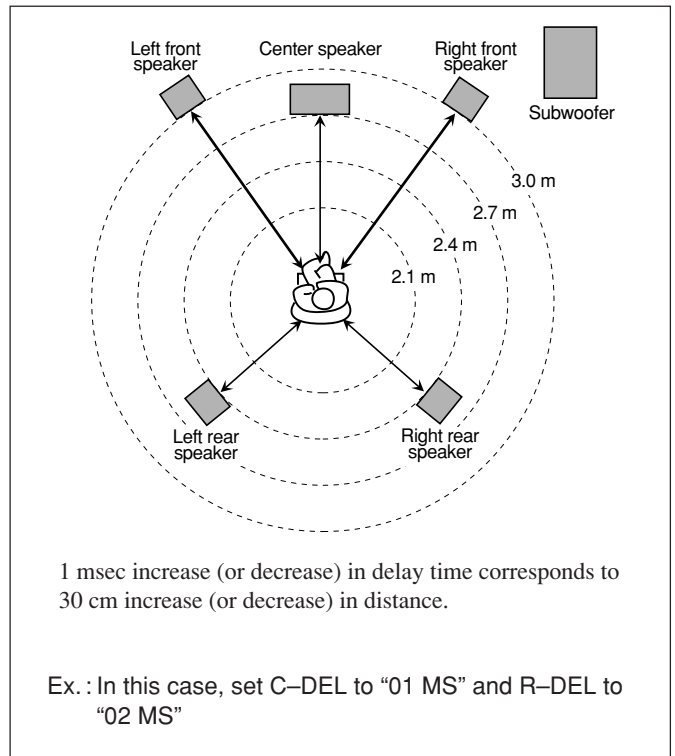 Left front
speaker
Center speaker
Right front
speaker
Subwoofer
3.0 m
2.7 m
2.4 m
2.1 m
Left rear
speaker
Right rear
speaker
1 msec increase (or decrease) in delay time corresponds to
30 cm increase (or decrease) in distance.
Ex. : In this case, set C–DEL to “01 MS” and R–DEL to
“02 MS”